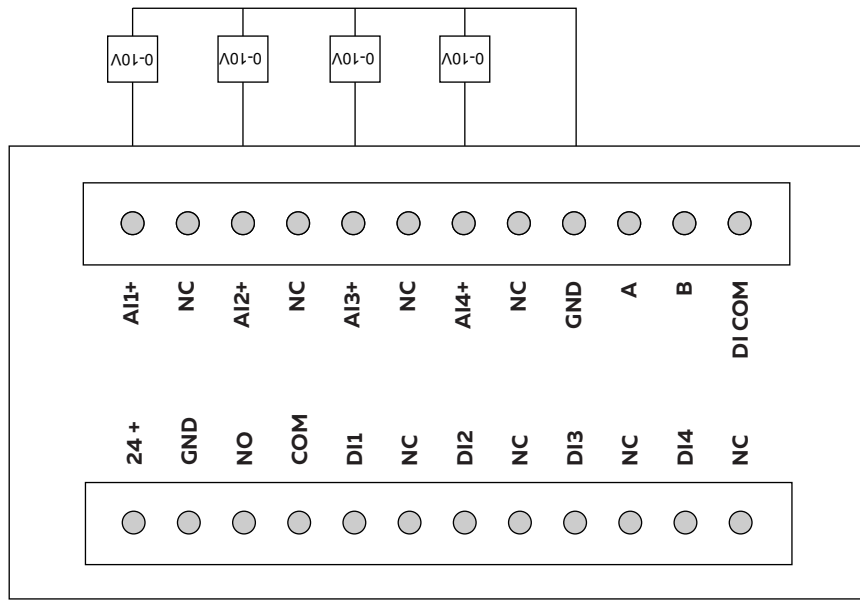 0-10V
0-10V
0-10V
0-10V
AI1+
NC
AI2+
NC
AI3+
NC
AI4+
NC
GND
A
B
DI COM
24 +
GND
NO
COM
DI1
NC
DI2
NC
DI3
NC
DI4
NC